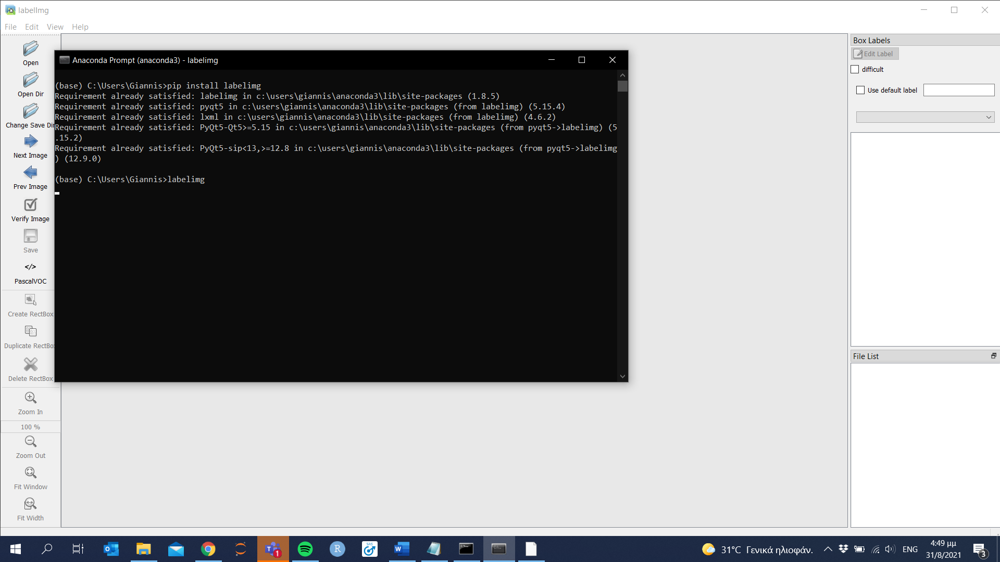 labelImg
File Edit View Help
Open
Open Dir
Change Save Dir
Next Image
Prev Image
Verify Image
Save
</>
PascalVOC
Create RectBox
Duplicate RectBo
Delete RectBox
Zoom In
100 %
Zoom Out
Fit Window
Fit Width
Anaconda Prompt (anaconda3) - labelimg
(base) C:\Users\Giannis>pip install labelimg
Requirement already satisfied: labelimg in c:\users\giannis\anaconda3\lib\site-packages (1.8.5)
Requirement already satisfied: pyqt5 in c:\users\giannis\anaconda3\lib\site-packages (from labelimg) (5.15.4)
Requirement already satisfied: lxml in c:\users\giannis\anaconda3\lib\site-packages (from labelimg) (4.6.2)
Requirement already satisfied: PyQt5-Qt5>=5.15 in c:\users\giannis\anaconda3\lib\site-packages (from pyqt5->labelimg) (5
.15.2)
Requirement already satisfied: PyQt5-sip<13,>=12.8 in c:\users\giannis\anaconda3\lib\site-packages (from pyqt5->labelimg
) (12.9.0)
(base) C:\Users\Giannis>labelimg
Box Labels
Edit Label
difficult
Use default label
File List
31°C Γενικά ηλιοφάν.
ENG
4:49 μμ
31/8/2021
3
1
SAS